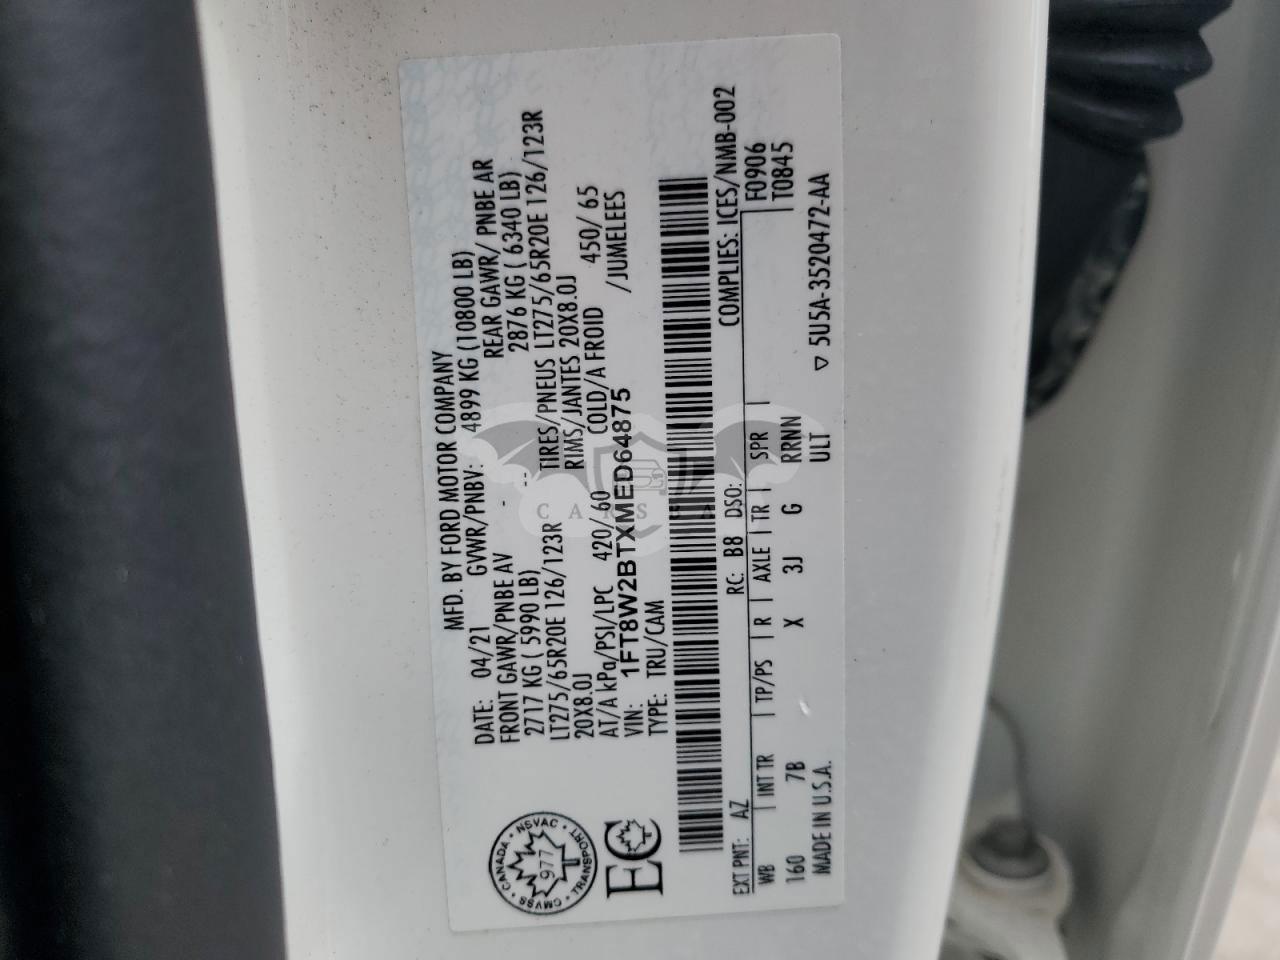 MFD. BY FORD MOTOR COMPANY
DATE: 04/21 GVWR/PNBV: 4899 KG (10800 LB)
FRONT GAWR/PNBE AV - -- REAR GAWR/ PNBE AR
2717 KG ( 5990 LB) 2876 KG ( 6340 LB)
LT275/65R20E 126/123R TIRES/PNEUS LT275/65R20E 126/123R
20X8.0J RIMS/JANTES 20X8.0J
AT/A kPa/PSI/LPC 420/ 60 COLD/A FROID 450/ 65
VIN: 1FT8W2BTXMED64875 /JUMELEES
TYPE: TRU/CAM
CANADA • NSVAC • TRANSPORT • CMVSS •
977
T
EC
COMPLIES: ICES/NMB-002
EXT PNT: AZ RC: B8 DSO: F0906
WB INT TR TP/PS R AXLE TR SPR T0845
160 7B X 3J G RRNN
MADE IN U.S.A. ULT ▽ 5U5A-3520472-AA
CARSEA